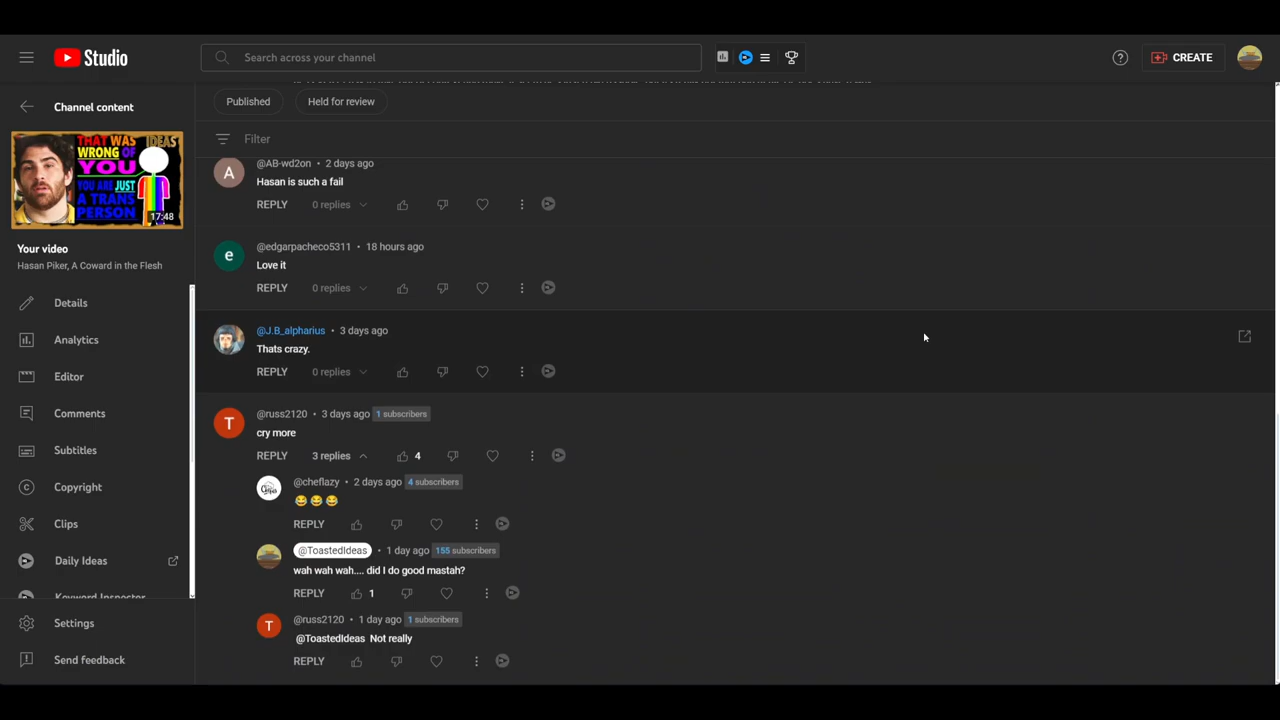 Studio
Search across your channel
CREATE
Channel content
THAT WAS
WRONG OF
YOU
YOU ARE JUST
A TRANS
PERSON
IDEAS
17:48
Your video
Hasan Piker, A Coward in the Flesh
Details
Analytics
Editor
Comments
Subtitles
Copyright
Clips
Daily Ideas
Keyword Inspector
Settings
Send feedback
Published
Held for review
Filter
@AB-wd2on • 2 days ago
Hasan is such a fail
REPLY 0 replies
@edgarpacheco5311 • 18 hours ago
Love it
REPLY 0 replies
@J.B_alpharius • 3 days ago
Thats crazy.
REPLY 0 replies
@russ2120 • 3 days ago 1 subscribers
cry more
REPLY 3 replies 4
@cheflazy • 2 days ago 4 subscribers
😂😂😂
REPLY
@ToastedIdeas • 1 day ago 155 subscribers
wah wah wah.... did I do good mastah?
REPLY 1
@russ2120 • 1 day ago 1 subscribers
@ToastedIdeas Not really
REPLY
A
e
T
T